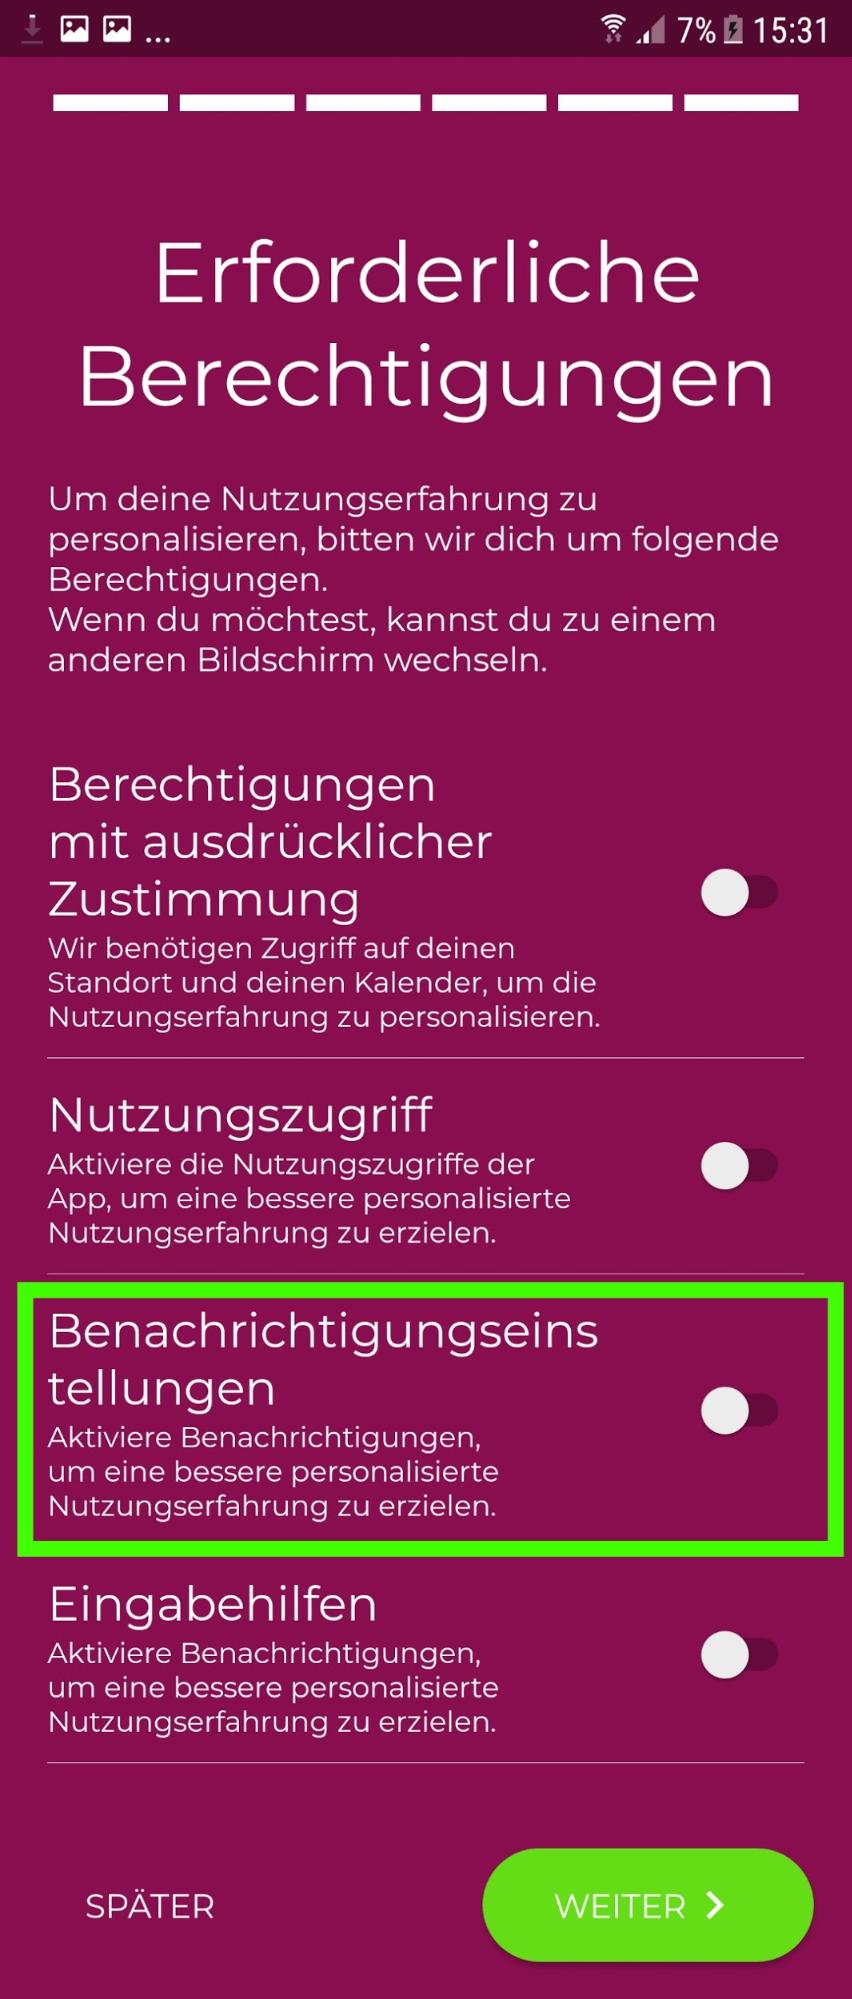 ... 7% 15:31
Erforderliche
Berechtigungen
Um deine Nutzungserfahrung zu
personalisieren, bitten wir dich um folgende
Berechtigungen.
Wenn du möchtest, kannst du zu einem
anderen Bildschirm wechseln.
Berechtigungen
mit ausdrücklicher
Zustimmung
Wir benötigen Zugriff auf deinen
Standort und deinen Kalender, um die
Nutzungserfahrung zu personalisieren.
Nutzungszugriff
Aktiviere die Nutzungszugriffe der
App, um eine bessere personalisierte
Nutzungserfahrung zu erzielen.
Benachrichtigungseins
tellungen
Aktiviere Benachrichtigungen,
um eine bessere personalisierte
Nutzungserfahrung zu erzielen.
Eingabehilfen
Aktiviere Benachrichtigungen,
um eine bessere personalisierte
Nutzungserfahrung zu erzielen.
SPÄTER WEITER